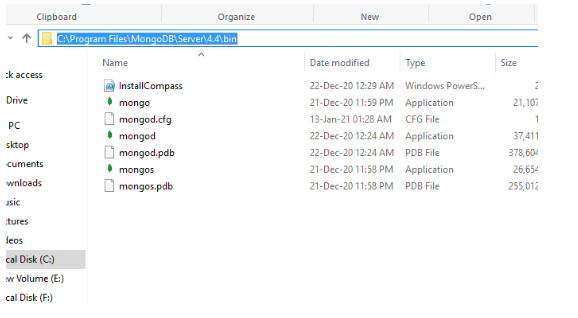 Clipboard Organize New Open
C:\Program Files\MongoDB\Server\4.4\bin
Name Date modified Type Size
InstallCompass 22-Dec-20 12:29 AM Windows PowerS... 2
mongo 21-Dec-20 11:59 PM Application 21,107
mongod.cfg 13-Jan-21 01:28 AM CFG File 1
mongod 22-Dec-20 12:24 AM Application 37,411
mongod.pdb 22-Dec-20 12:24 AM PDB File 378,604
mongos 21-Dec-20 11:58 PM Application 26,654
mongos.pdb 21-Dec-20 11:58 PM PDB File 255,012
ck access
Drive
PC
sktop
ocuments
ownloads
usic
tures
deos
cal Disk (C:)
ew Volume (E:)
cal Disk (F:)